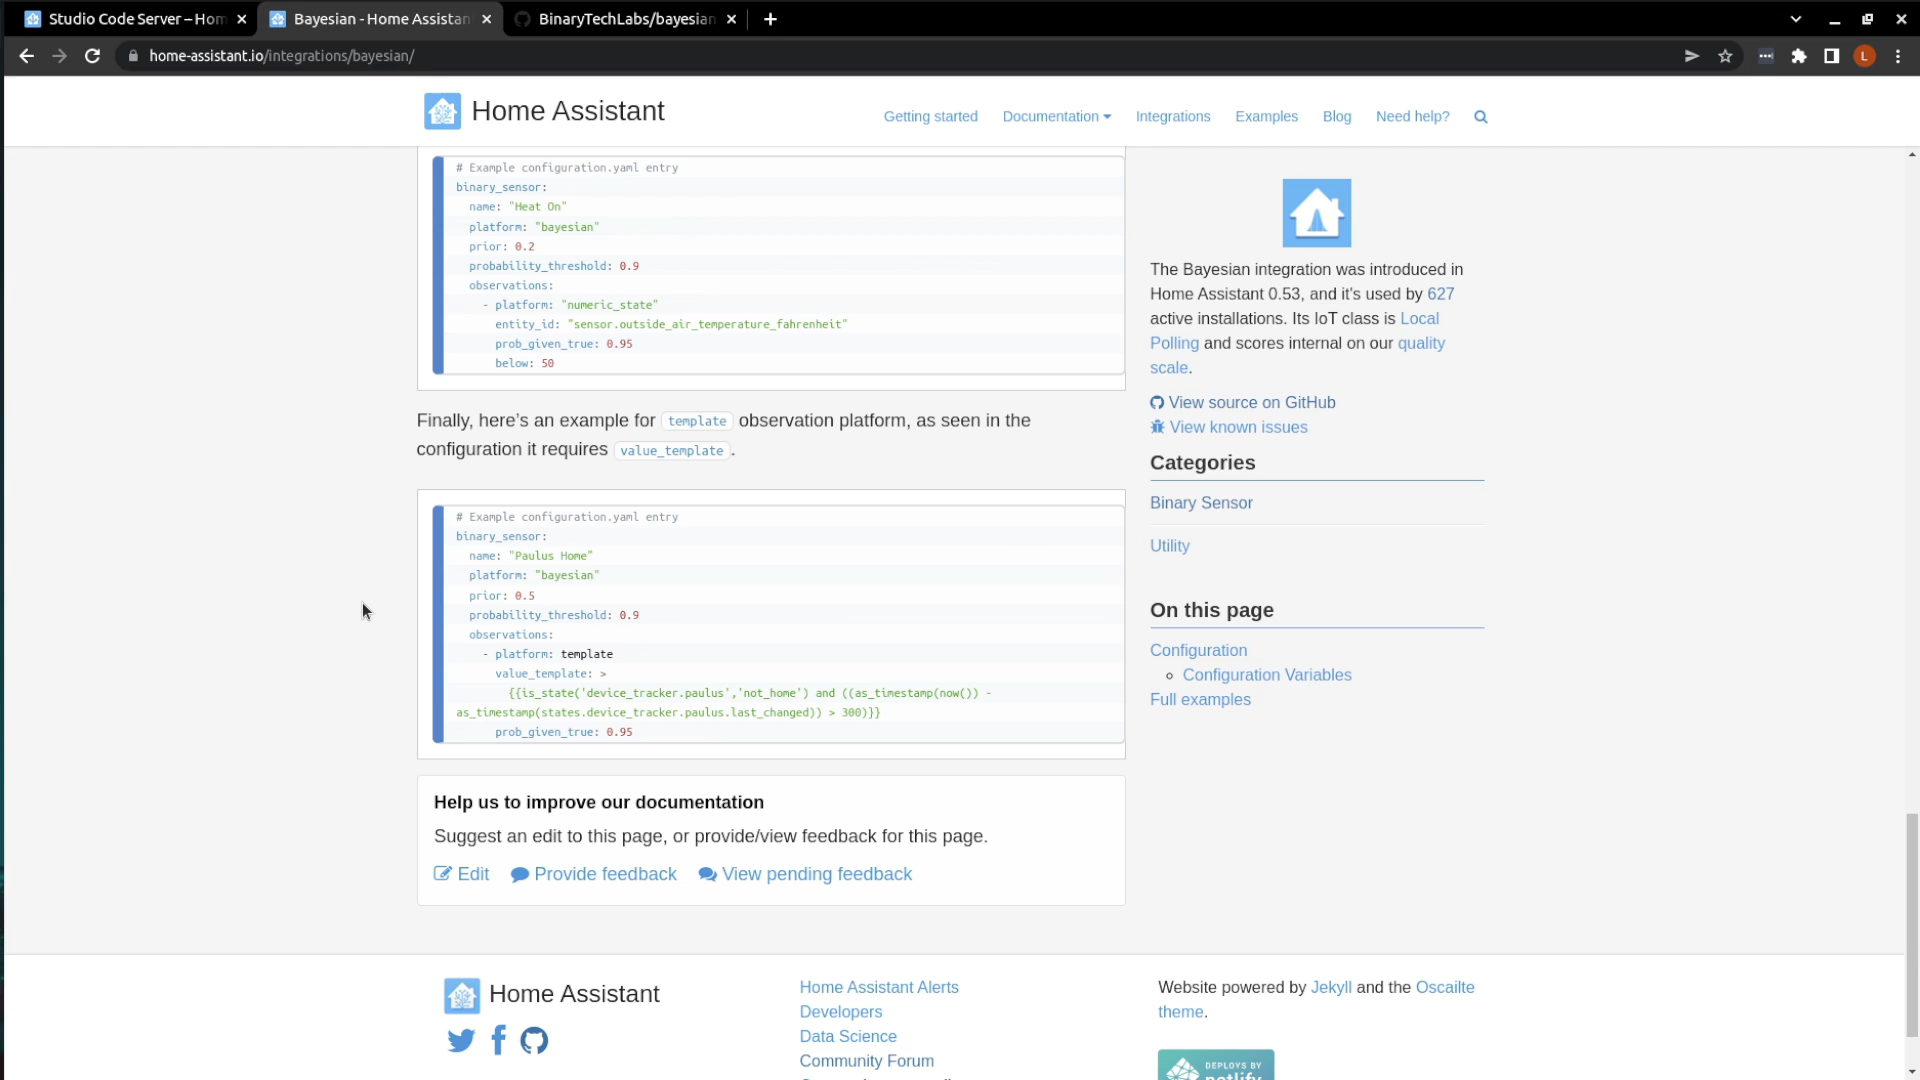 Studio Code Server – Hom
Bayesian - Home Assistan
BinaryTechLabs/bayesian
home-assistant.io/integrations/bayesian/
L
Home Assistant
Getting started
Documentation
Integrations
Examples
Blog
Need help?
# Example configuration.yaml entry
binary_sensor:
name: "Heat On"
platform: "bayesian"
prior: 0.2
probability_threshold: 0.9
observations:
- platform: "numeric_state"
entity_id: "sensor.outside_air_temperature_fahrenheit"
prob_given_true: 0.95
below: 50
Finally, here's an example for template observation platform, as seen in the
configuration it requires value_template .
# Example configuration.yaml entry
binary_sensor:
name: "Paulus Home"
platform: "bayesian"
prior: 0.5
probability_threshold: 0.9
observations:
- platform: template
value_template: >
{{is_state('device_tracker.paulus','not_home') and ((as_timestamp(now()) -
as_timestamp(states.device_tracker.paulus.last_changed)) > 300)}}
prob_given_true: 0.95
Help us to improve our documentation
Suggest an edit to this page, or provide/view feedback for this page.
Edit
Provide feedback
View pending feedback
The Bayesian integration was introduced in
Home Assistant 0.53, and it's used by 627
active installations. Its IoT class is Local
Polling and scores internal on our quality
scale.
View source on GitHub
View known issues
Categories
Binary Sensor
Utility
On this page
Configuration
Configuration Variables
Full examples
Home Assistant
Home Assistant Alerts
Developers
Data Science
Community Forum
Website powered by Jekyll and the Oscailte
theme.
DEPLOYS BY
netlify